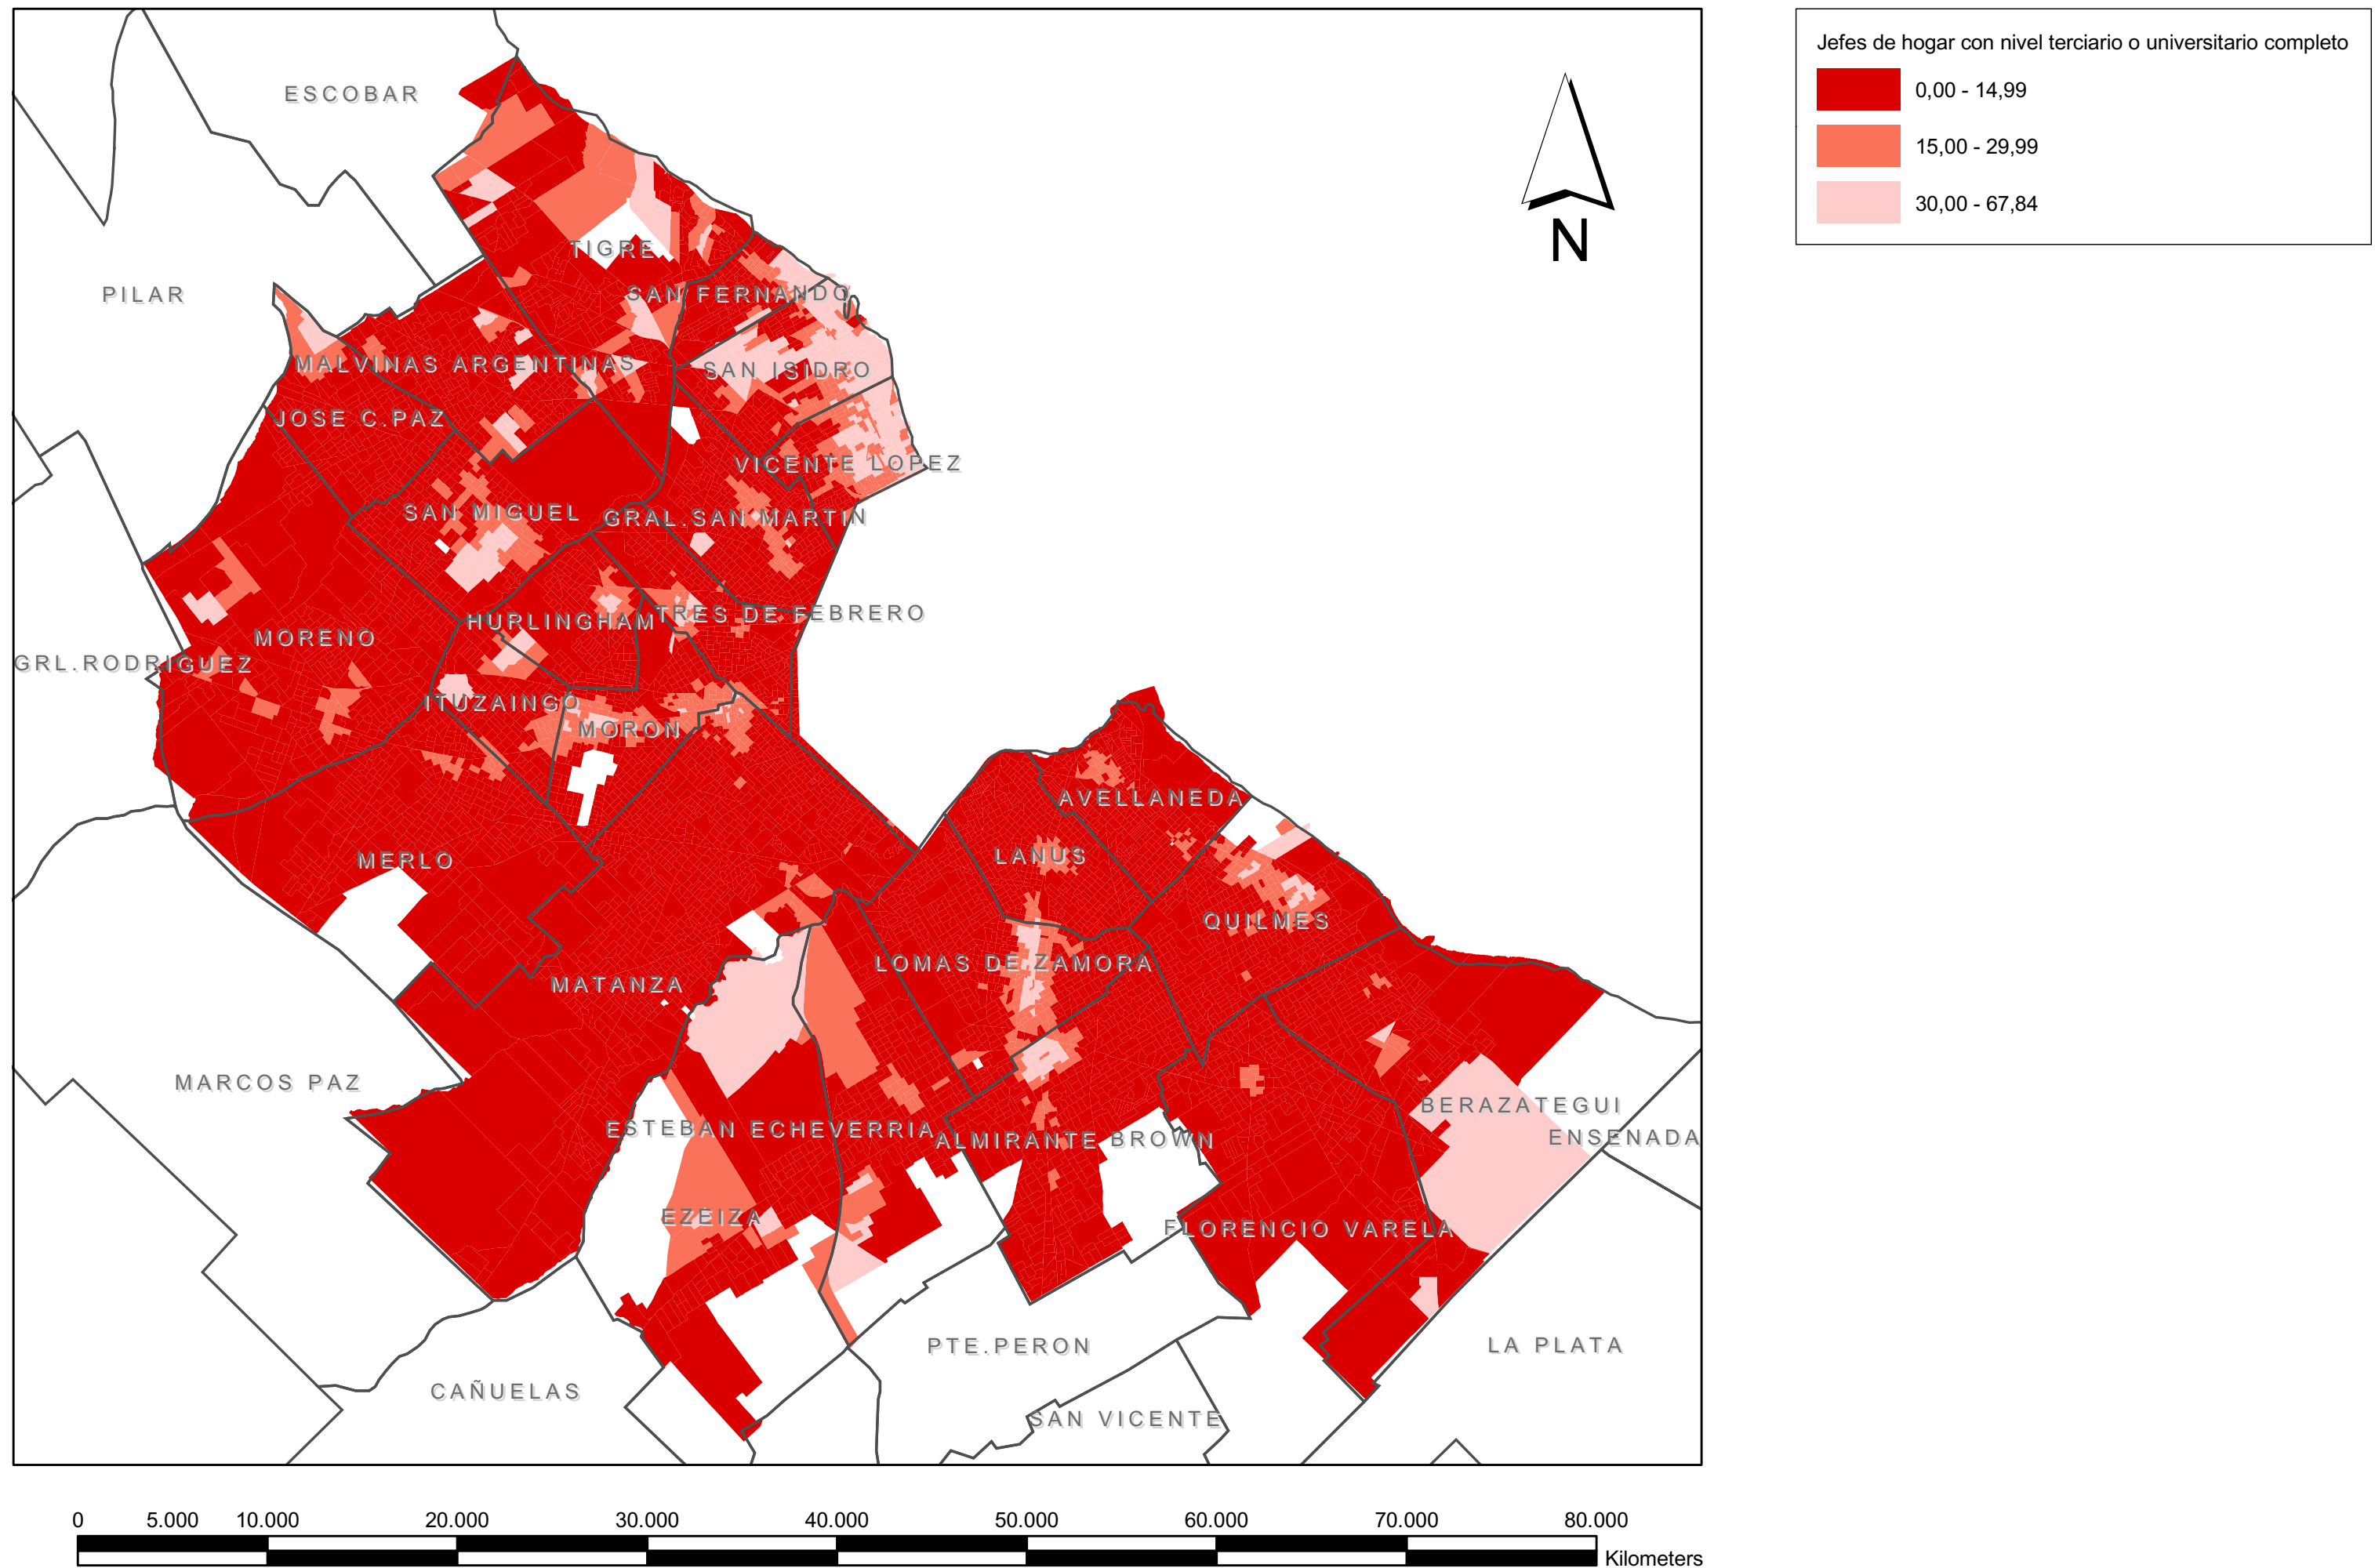 Jefes de hogar con nivel terciario o universitario completo
0,00 - 14,99
15,00 - 29,99
30,00 - 67,84
N
ESCOBAR
TIGRE
PILAR
SAN FERNANDO
MALVINAS ARGENTINAS
SAN ISIDRO
JOSE C.PAZ
VICENTE LOPEZ
SAN MIGUEL
GRAL.SAN MARTIN
HURLINGHAM
TRES DE FEBRERO
MORENO
GRL.RODRIGUEZ
ITUZAINGO
MORON
AVELLANEDA
MERLO
LANUS
QUILMES
LOMAS DE ZAMORA
MATANZA
MARCOS PAZ
BERAZATEGUI
ESTEBAN ECHEVERRIA
ALMIRANTE BROWN
ENSENADA
EZEIZA
FLORENCIO VARELA
PTE.PERON
LA PLATA
CAÑUELAS
SAN VICENTE
0 5.000 10.000 20.000 30.000 40.000 50.000 60.000 70.000 80.000
Kilometers